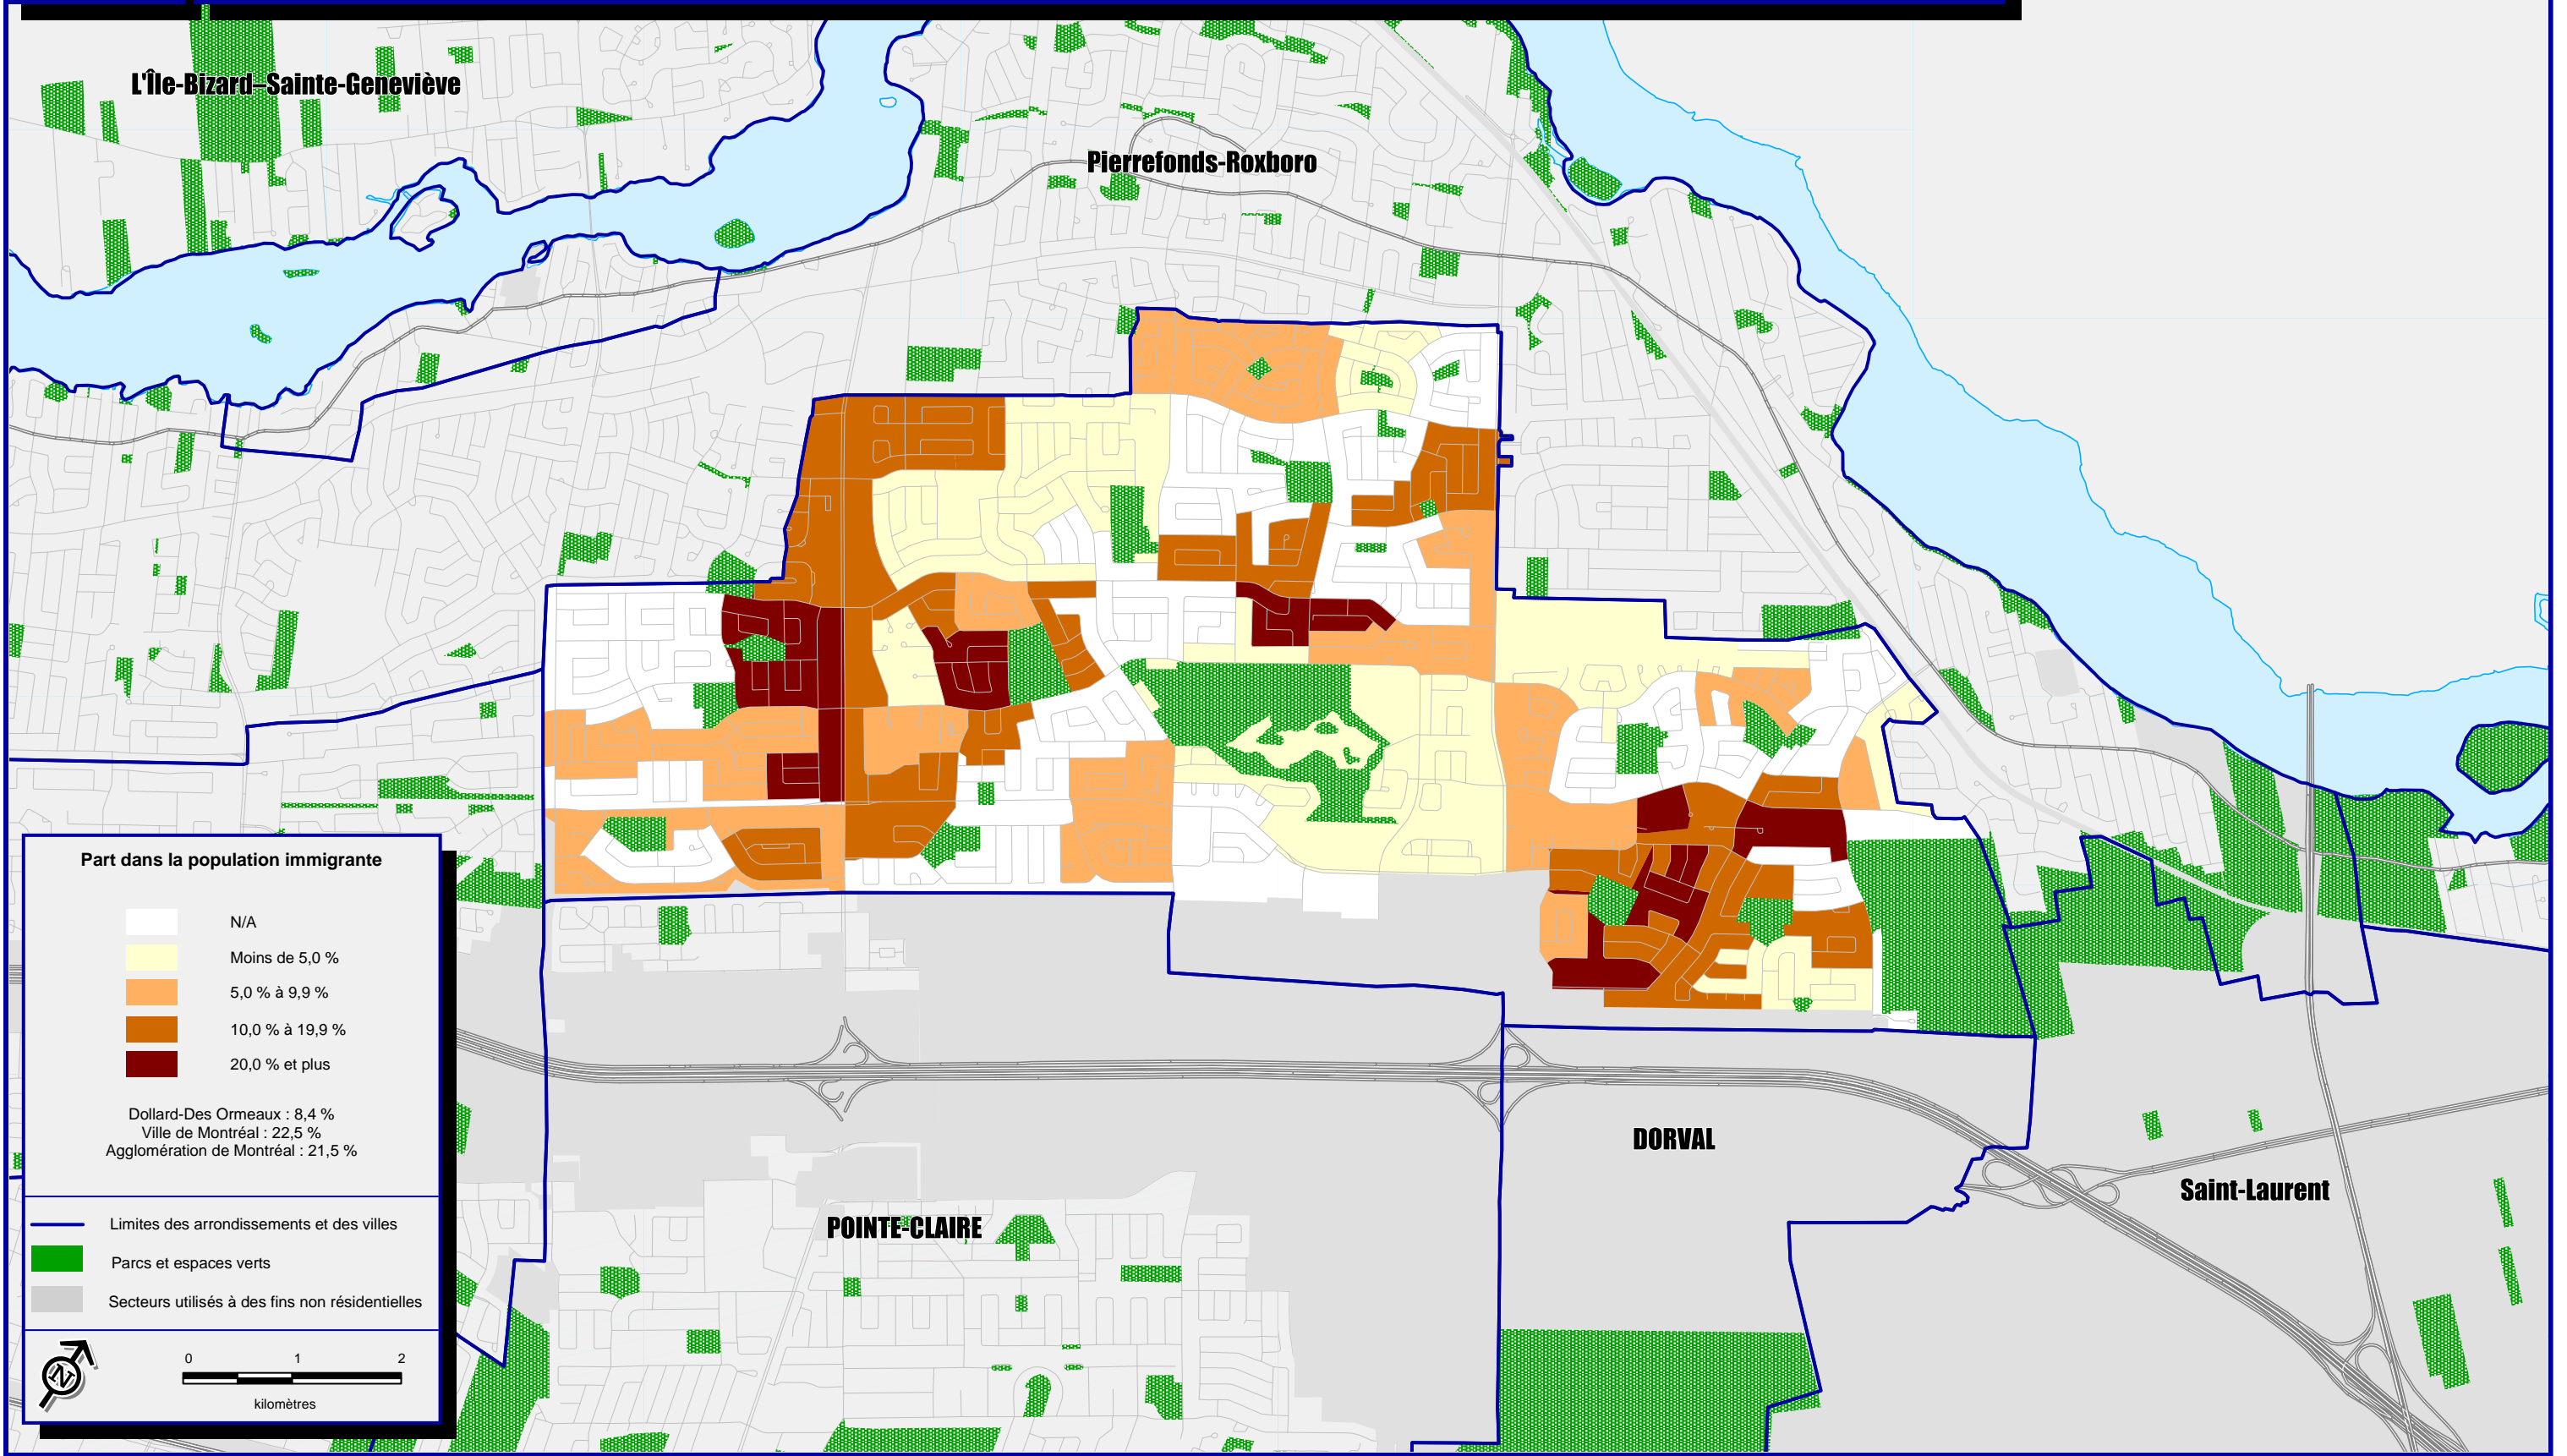 L'Île-Bizard–Sainte-Geneviève
Pierrefonds-Roxboro
Part dans la population immigrante
N/A
Moins de 5,0 %
5,0 % à 9,9 %
10,0 % à 19,9 %
20,0 % et plus
Dollard-Des Ormeaux : 8,4 %
Ville de Montréal : 22,5 %
Agglomération de Montréal : 21,5 %
DORVAL
Saint-Laurent
POINTE-CLAIRE
Limites des arrondissements et des villes
Parcs et espaces verts
Secteurs utilisés à des fins non résidentielles
N
0 1 2
kilomètres